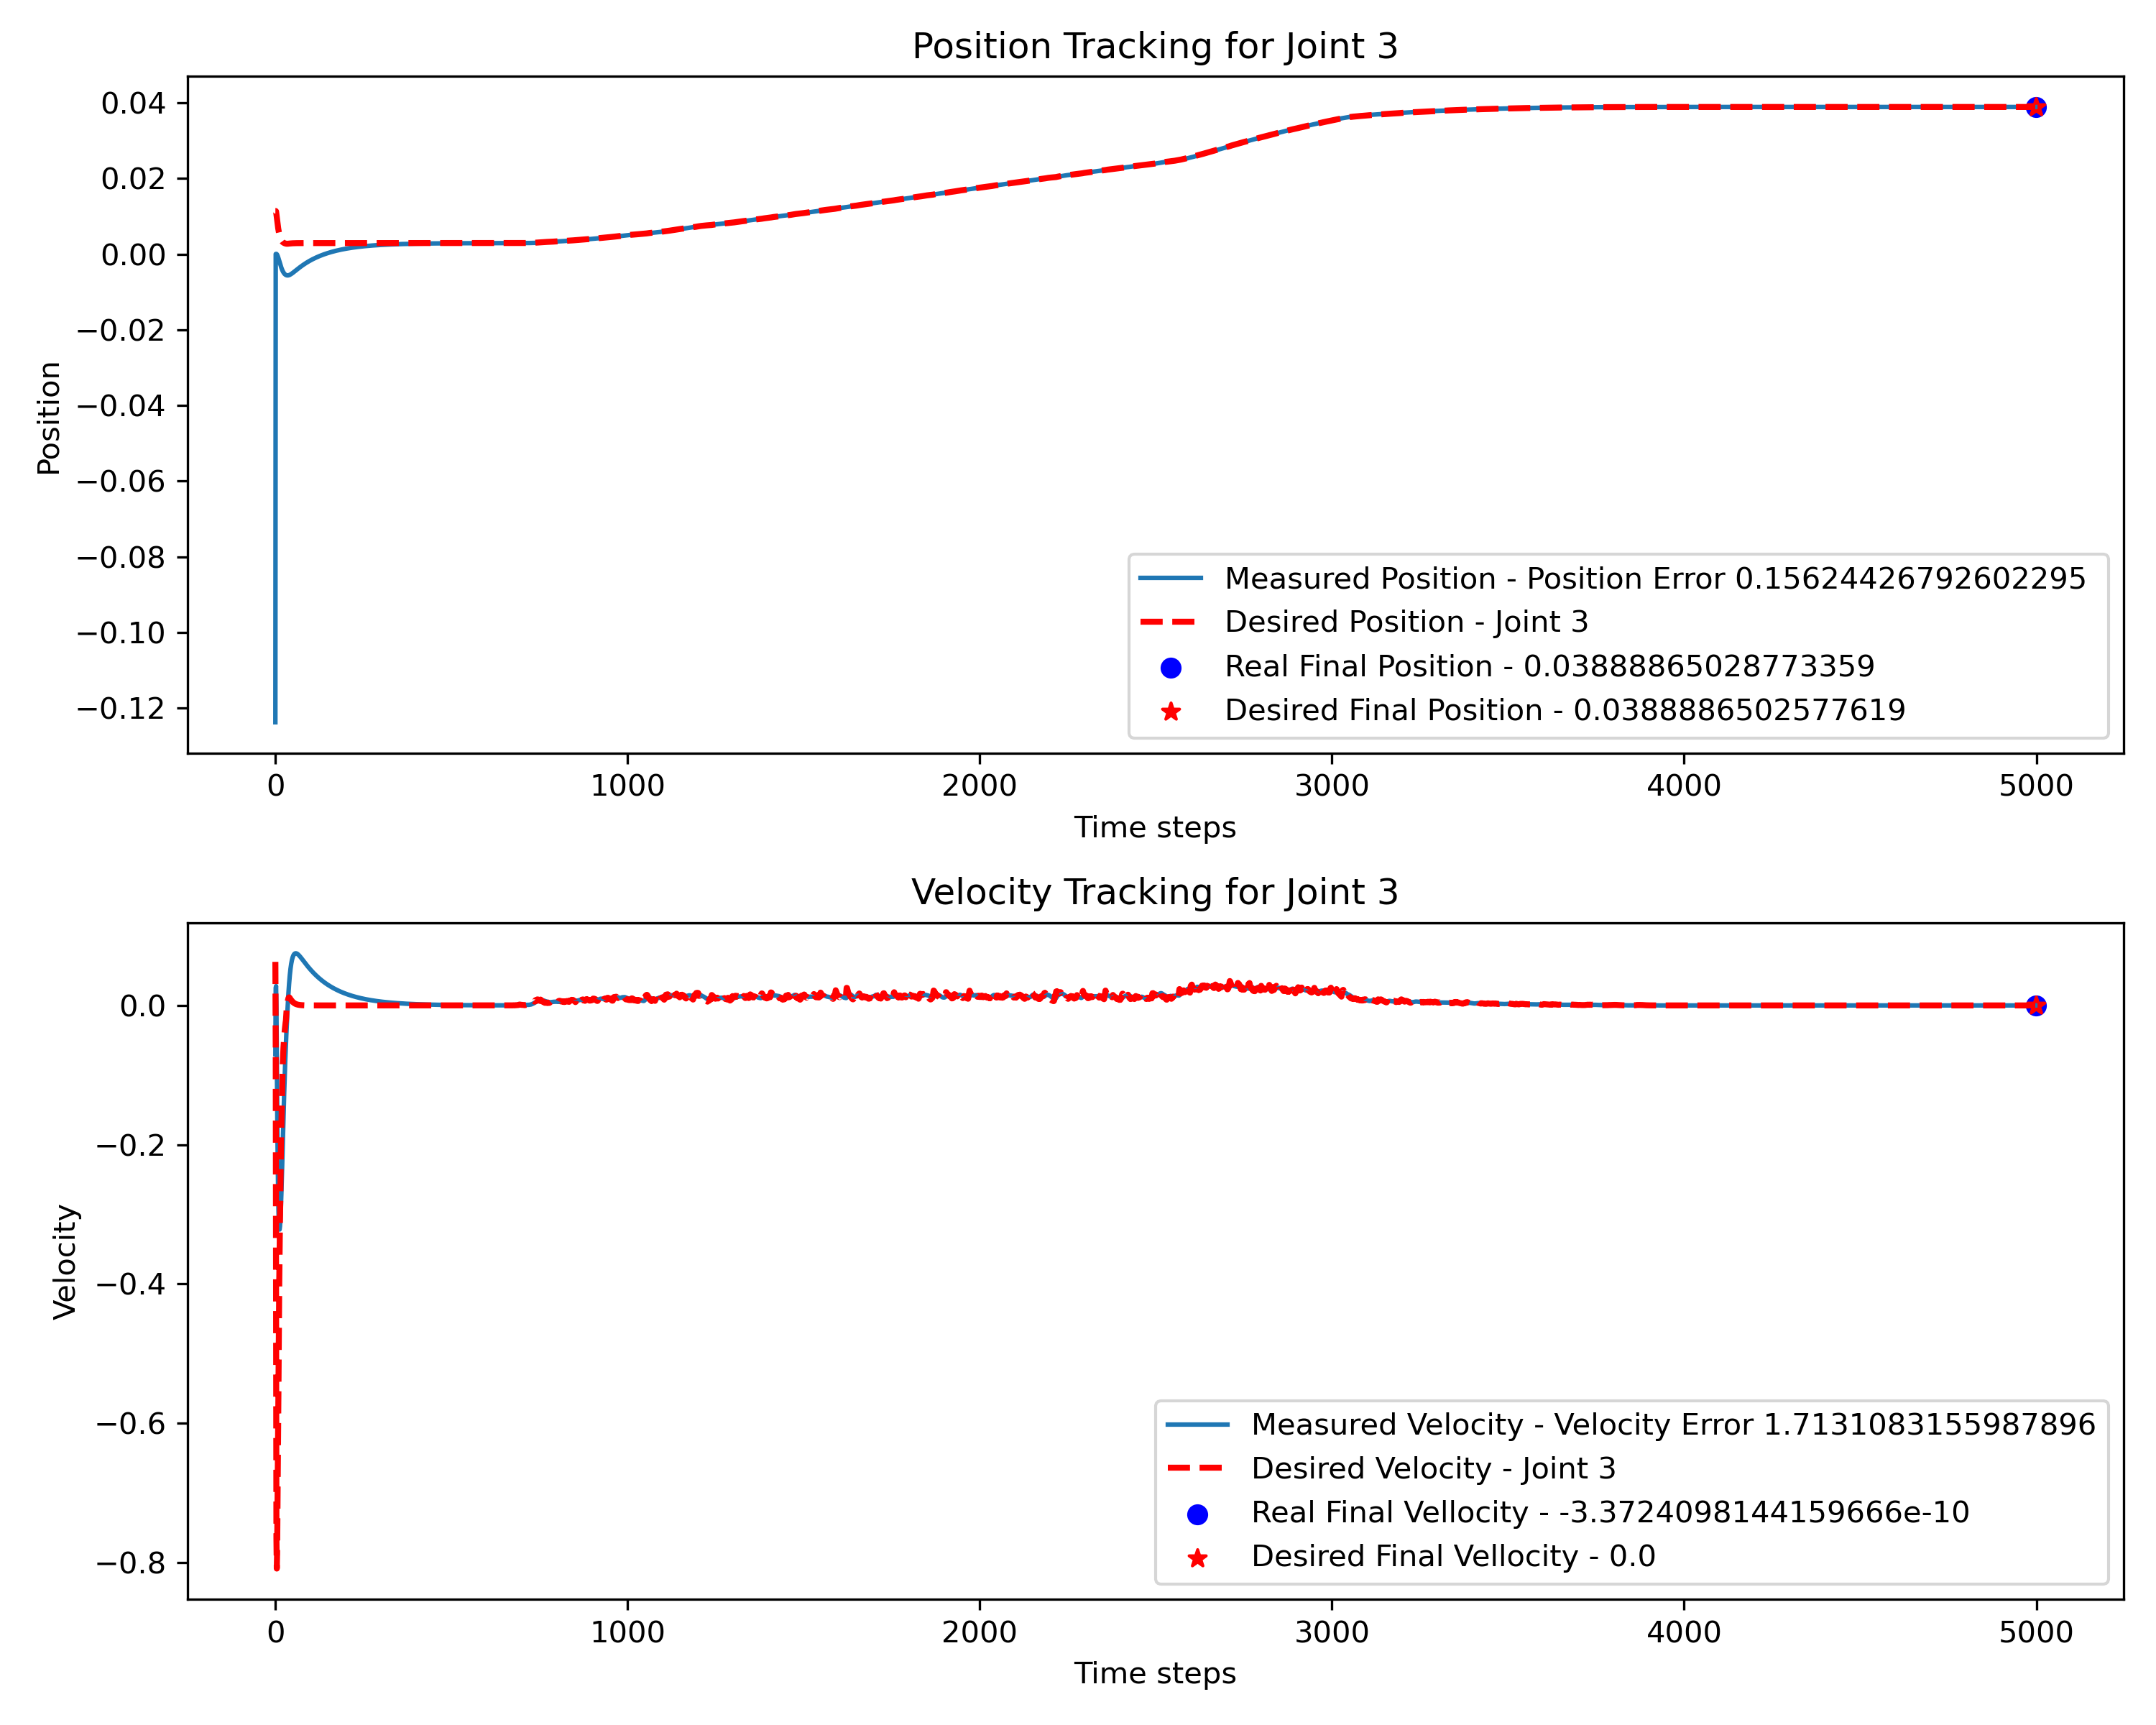 Position Tracking for Joint 3
0.04
0.02
0.00
−0.02
−0.04
−0.06
−0.08
−0.10
−0.12
Position
Measured Position - Position Error 0.15624426792602295
Desired Position - Joint 3
Real Final Position - 0.03888865028773359
Desired Final Position - 0.0388886502577619
0 1000 2000 3000 4000 5000
Time steps
Velocity Tracking for Joint 3
0.0
−0.2
−0.4
−0.6
−0.8
Velocity
Measured Velocity - Velocity Error 1.7131083155987896
Desired Velocity - Joint 3
Real Final Vellocity - -3.3724098144159666e-10
Desired Final Vellocity - 0.0
0 1000 2000 3000 4000 5000
Time steps